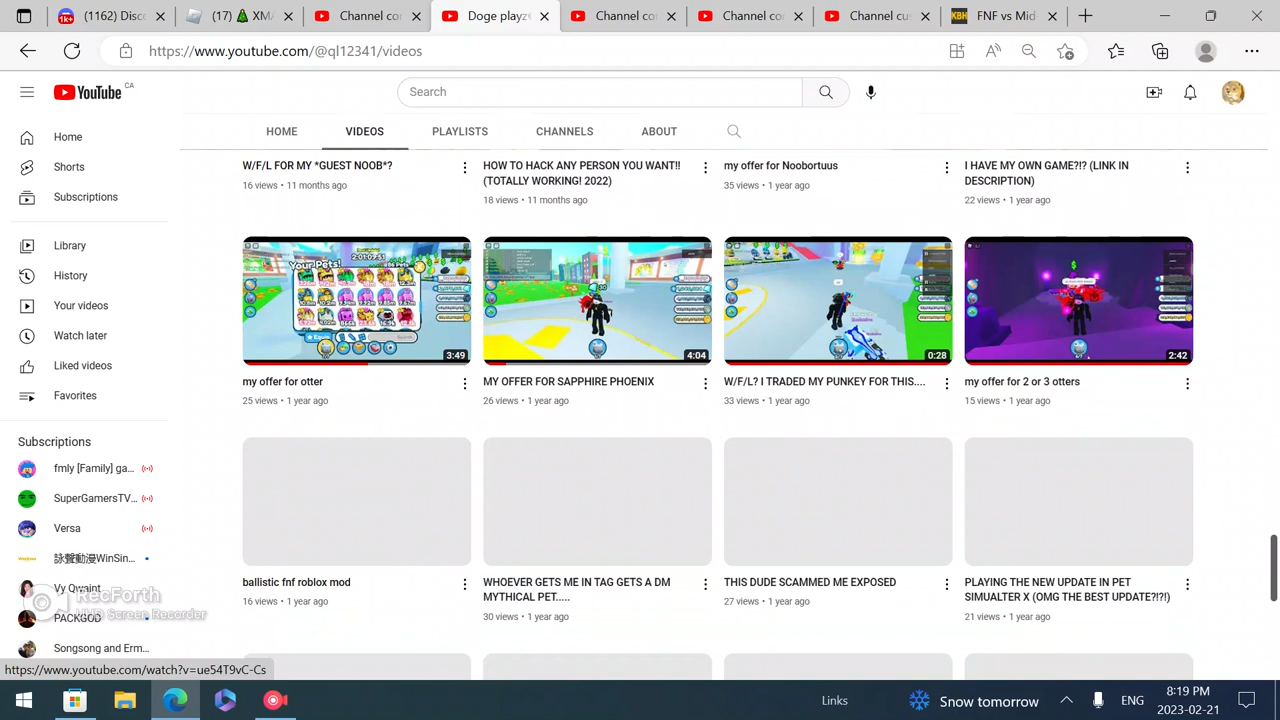 (1162) Disc
(17) MA
Channel co
Doge playz
Channel co
Channel co
Channel cu
KBH FNF vs Mid
https://www.youtube.com/@ql12341/videos
YouTube CA
Search
HOME VIDEOS PLAYLISTS CHANNELS ABOUT
Home
Shorts
Subscriptions
Library
History
Your videos
Watch later
Liked videos
Favorites
Subscriptions
fmly [Family] ga...
SuperGamersTV...
Versa
詠聲動漫WinSin...
Vy Qwaint
PACKGOD
Songsong and Erm...
W/F/L FOR MY *GUEST NOOB*?
16 views • 11 months ago
HOW TO HACK ANY PERSON YOU WANT!!
(TOTALLY WORKING! 2022)
18 views • 11 months ago
my offer for Noobortuus
35 views • 1 year ago
I HAVE MY OWN GAME?!? (LINK IN
DESCRIPTION)
22 views • 1 year ago
Your Pets!
2:01:09:51
3:49
my offer for otter
25 views • 1 year ago
4:04
MY OFFER FOR SAPPHIRE PHOENIX
26 views • 1 year ago
0:28
W/F/L? I TRADED MY PUNKEY FOR THIS....
33 views • 1 year ago
2:42
my offer for 2 or 3 otters
15 views • 1 year ago
ballistic fnf roblox mod
16 views • 1 year ago
WHOEVER GETS ME IN TAG GETS A DM
MYTHICAL PET.....
30 views • 1 year ago
THIS DUDE SCAMMED ME EXPOSED
27 views • 1 year ago
PLAYING THE NEW UPDATE IN PET
SIMUALTER X (OMG THE BEST UPDATE?!?!)
21 views • 1 year ago
RecForth
UHD Screen Recorder
https://www.youtube.com/watch?v=ue54T9vC-Cs
Links
Snow tomorrow
ENG
8:19 PM
2023-02-21